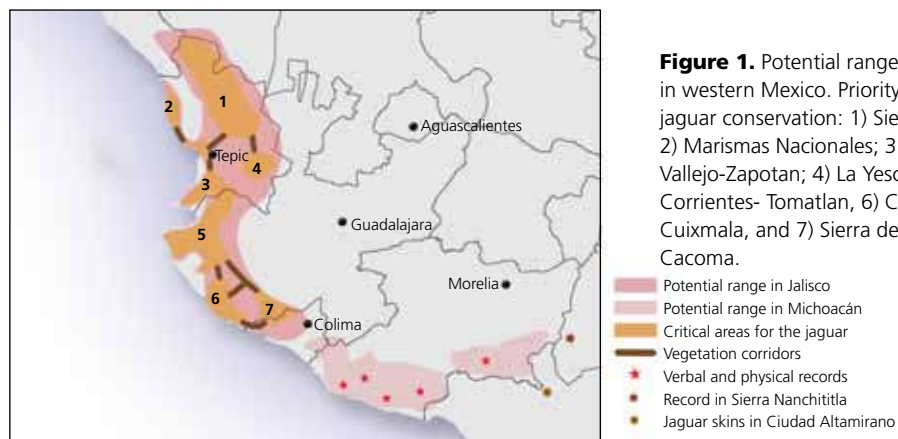 1
2
Aguascalientes
Tepic
4
3
5
Guadalajara
Morelia
6
7
Colima
Figure 1. Potential range
in western Mexico. Priority
jaguar conservation: 1) Sie
2) Marismas Nacionales; 3
Vallejo-Zapotan; 4) La Yesc
Corrientes- Tomatlan, 6) C
Cuixmala, and 7) Sierra de
Cacoma.
Potential range in Jalisco
Potential range in Michoacán
Critical areas for the jaguar
Vegetation corridors
Verbal and physical records
Record in Sierra Nanchititla
Jaguar skins in Ciudad Altamirano